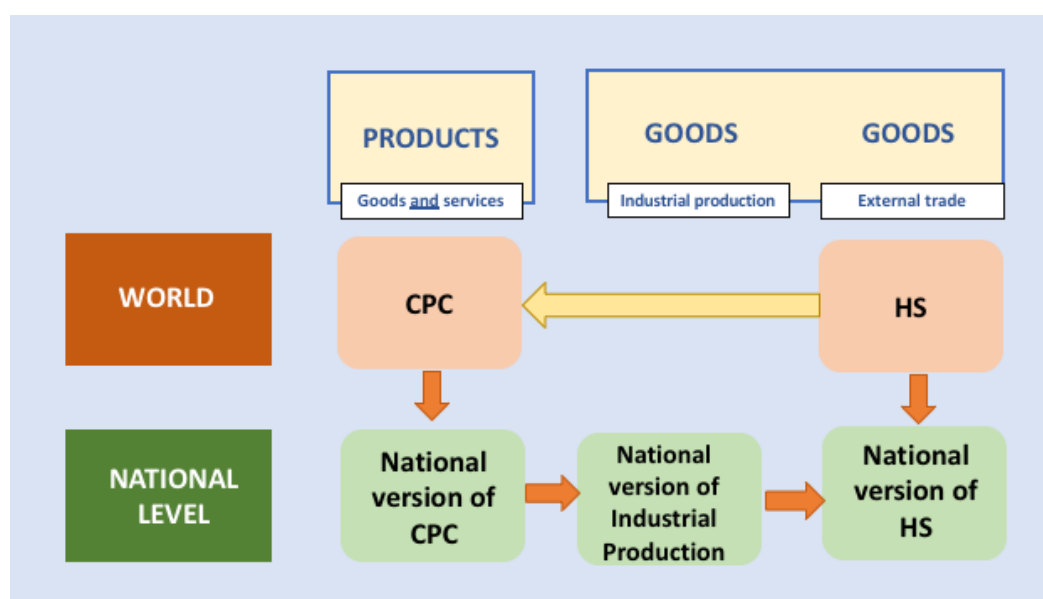 PRODUCTS
Goods and services
GOODS
Industrial production
GOODS
External trade
WORLD
CPC
HS
NATIONAL
LEVEL
National
version of
CPC
National
version of
Industrial
Production
National
version of
HS